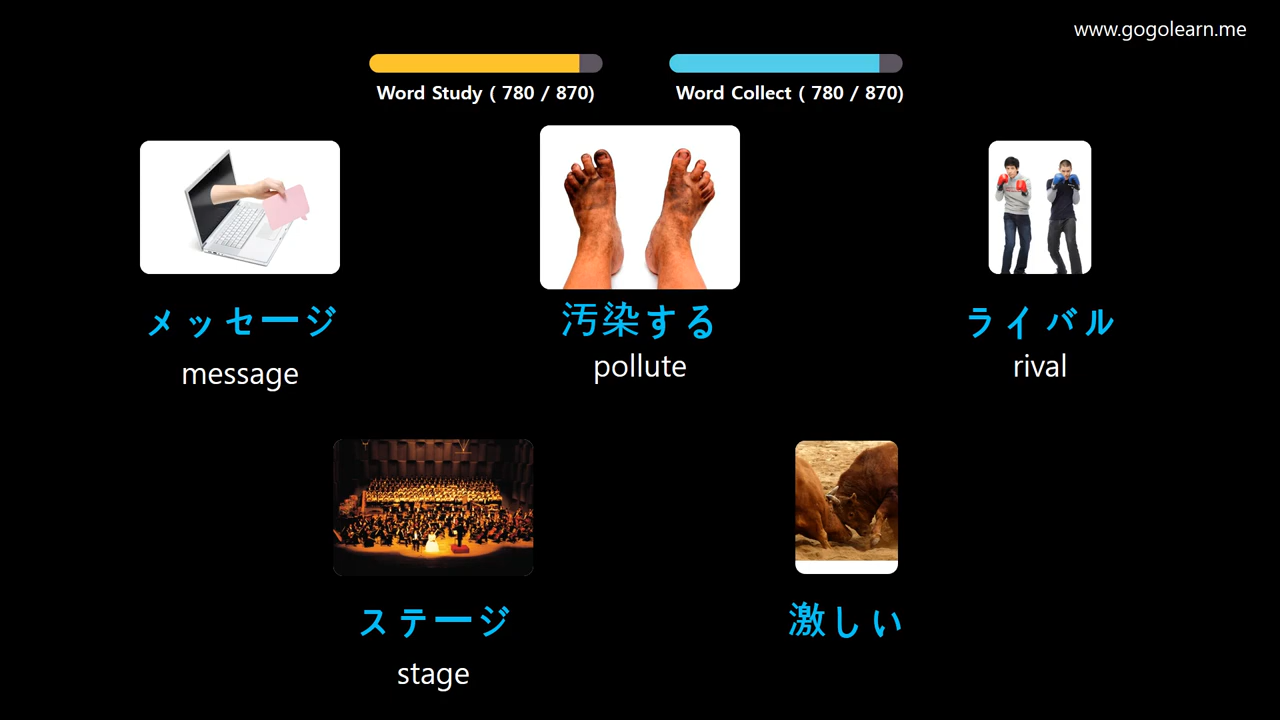 www.gogolearn.me
Word Study ( 780 / 870)
Word Collect ( 780 / 870)
メッセージ
message
汚染する
pollute
ライバル
rival
ステージ
stage
激しい